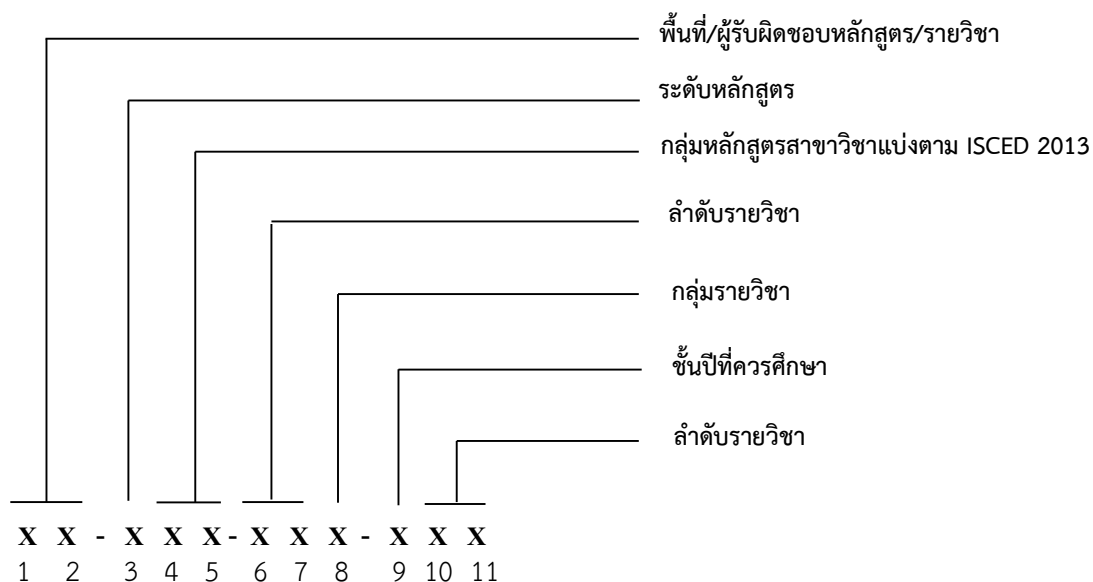 พื้นที่/ผู้รับผิดชอบหลักสูตร/รายวิชา
ระดับหลักสูตร
กลุ่มหลักสูตรสาขาวิชาแบ่งตาม ISCED 2013
ลำดับรายวิชา
กลุ่มรายวิชา
ชั้นปีที่ควรศึกษา
ลำดับรายวิชา
X X - X X X - X X X - X X X
1 2 3 4 5 6 7 8 9 10 11